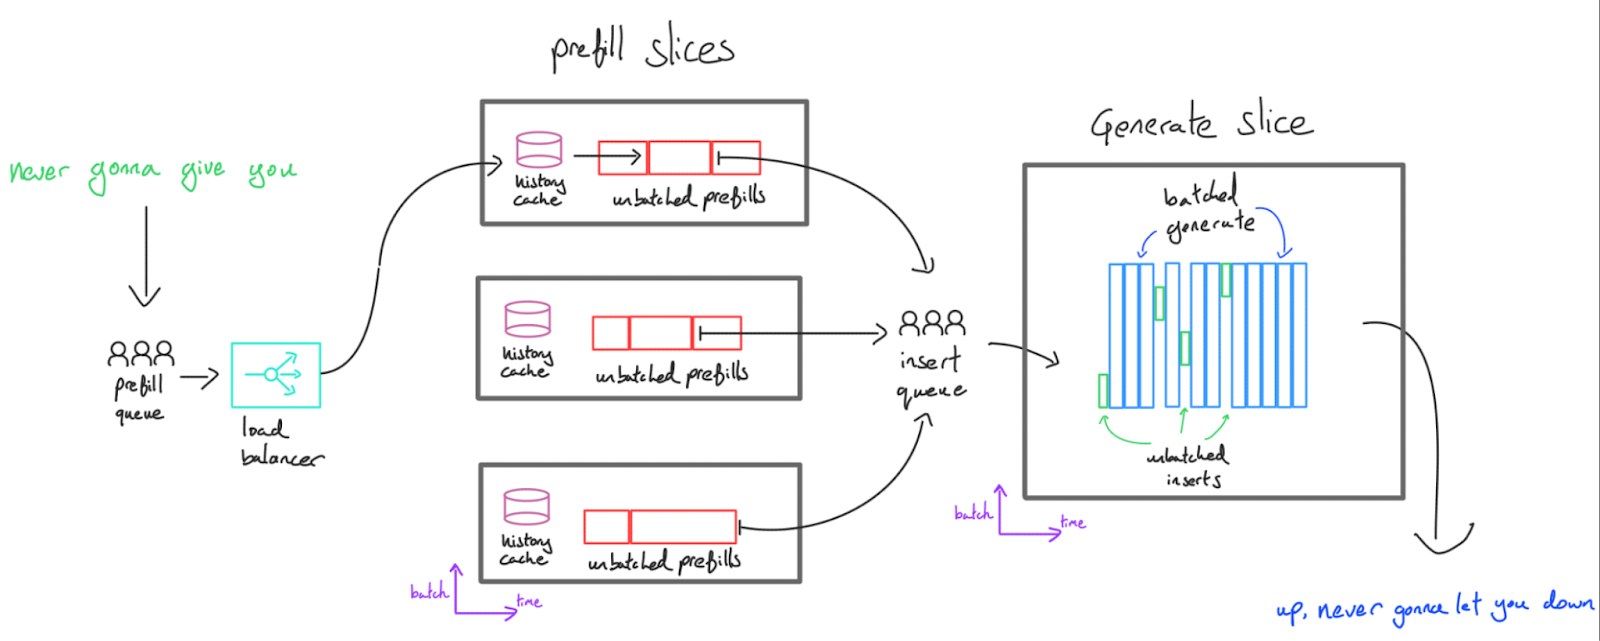 prefill slices
Generate slice
never gonna give you
prefill
queue
load
balancer
history
cache
unbatched prefills
history
cache
unbatched prefills
history
cache
unbatched prefills
batch
time
insert
queue
batched
generate
unbatched
inserts
batch
time
up, never gonna let you down